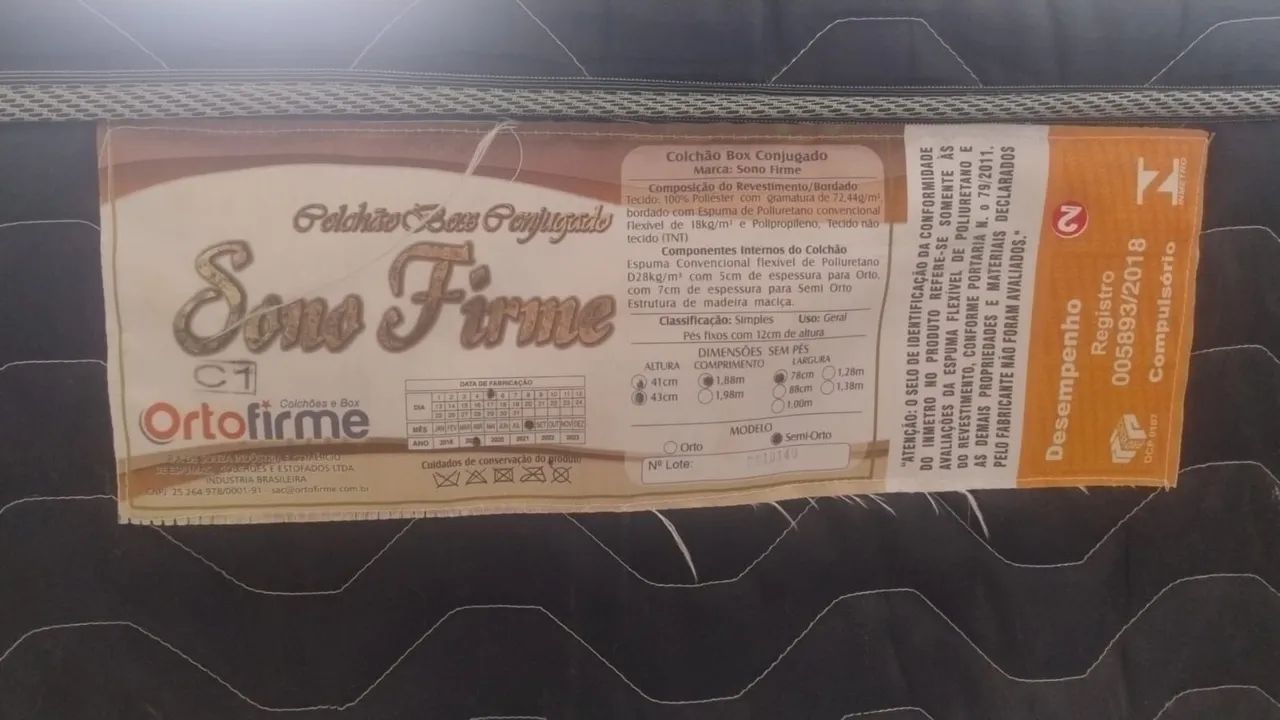 Colchão Box Conjugado
Sono Firme
C1
Colchões e Box
Ortofirme
COLCHÕES E ESTOFADOS LTDA
INDUSTRIA BRASILEIRA
CNPJ 25.264.978/0001-91 - sac@ortofirme.com.br
DATA DE FABRICAÇÃO
DIA
1 2 3 4 6 7 8 9 10 11 12
13 14 15 16 17 18 19 20 21 22 23 24
25 26 27 28 29 30 31
MÊS JAN FEV MAR ABR MAI JUN JUL SET OUT NOV DEZ
ANO 2018 2020 2021 2022 2023
Cuidados de conservação do produto
Colchão Box Conjugado
Marca: Sono Firme
Composição do Revestimento/Bordado
Tecido: 100% Poliéster com gramatura de 72,44g/m²,
bordado com Espuma de Poliuretano convencional
Flexível de 18kg/m³ e Polipropileno, Tecido não
tecido (TNT)
Componentes Internos do Colchão
Espuma Convencional flexivel de Poliuretano
D28kg/m³ com 5cm de espessura para Orto,
com 7cm de espessura para Semi Orto
Estrutura de madeira maciça.
Classificação: Simples Uso: Geral
Pés fixos com 12cm de altura
DIMENSÕES SEM PÉS
ALTURA COMPRIMENTO LARGURA
41cm 1,88m 78cm 1,28m
43cm 1,98m 88cm 1,38m
1,00m
MODELO
Orto Semi-Orto
Nº Lote:
"ATENÇÃO: O SELO DE IDENTIFICAÇÃO DA CONFORMIDADE
DO INMETRO NO PRODUTO REFERE-SE SOMENTE ÀS
AVALIAÇÕES DA ESPUMA FLEXÍVEL DE POLIURETANO E
DO REVESTIMENTO, CONFORME PORTARIA N. o 79/2011.
AS DEMAIS PROPRIEDADES E MATERIAIS DECLARADOS
PELO FABRICANTE NÃO FORAM AVALIADOS."
Desempenho
2
Registro
005893/2018
Compulsório
OCP 0107
INMETRO